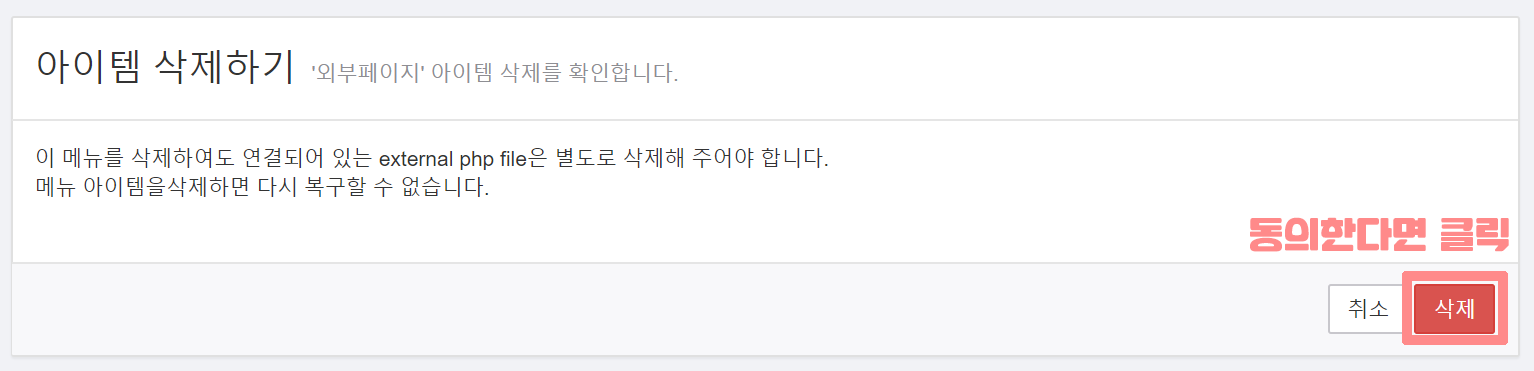 아이템 삭제하기 '외부페이지' 아이템 삭제를 확인합니다.
이 메뉴를 삭제하여도 연결되어 있는 external php file은 별도로 삭제해 주어야 합니다.
메뉴 아이템을삭제하면 다시 복구할 수 없습니다.
동의한다면 클릭
취소 삭제